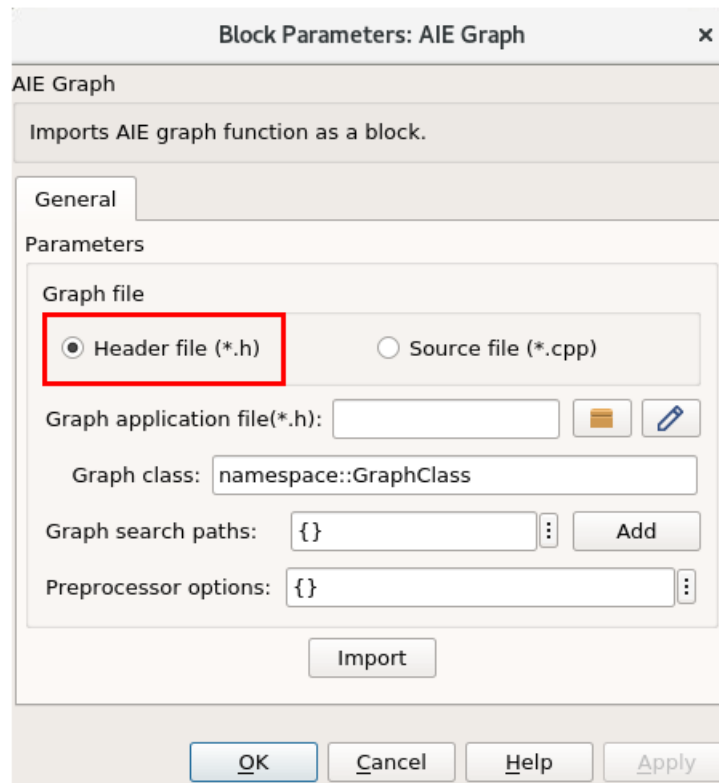 Block Parameters: AIE Graph
AIE Graph
Imports AIE graph function as a block.
General
Parameters
Graph file
Header file (*.h) Source file (*.cpp)
Graph application file(*.h):
Graph class: namespace::GraphClass
Graph search paths: {} Add
Preprocessor options: {}
Import
OK Cancel Help Apply